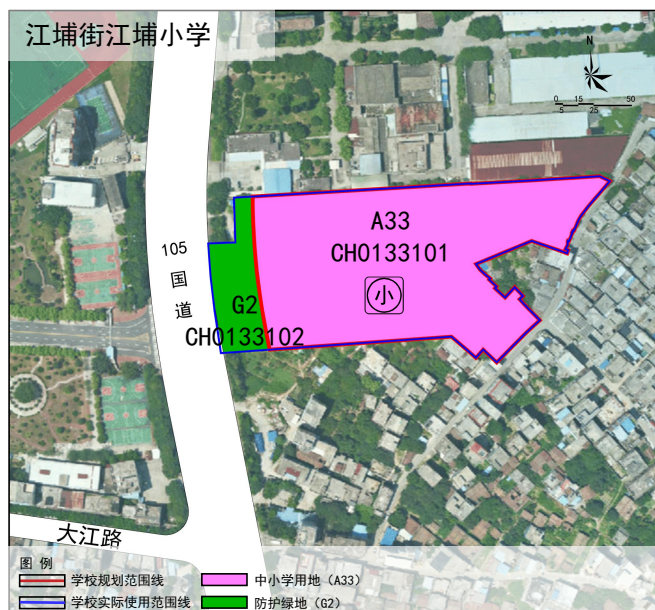 江埔街江埔小学
N
0 15 50
5 25
A33
CH0133101
小
105
国
道
G2
CH0133102
大江路
图 例
学校规划范围线
中小学用地（A33）
学校实际使用范围线
防护绿地（G2）